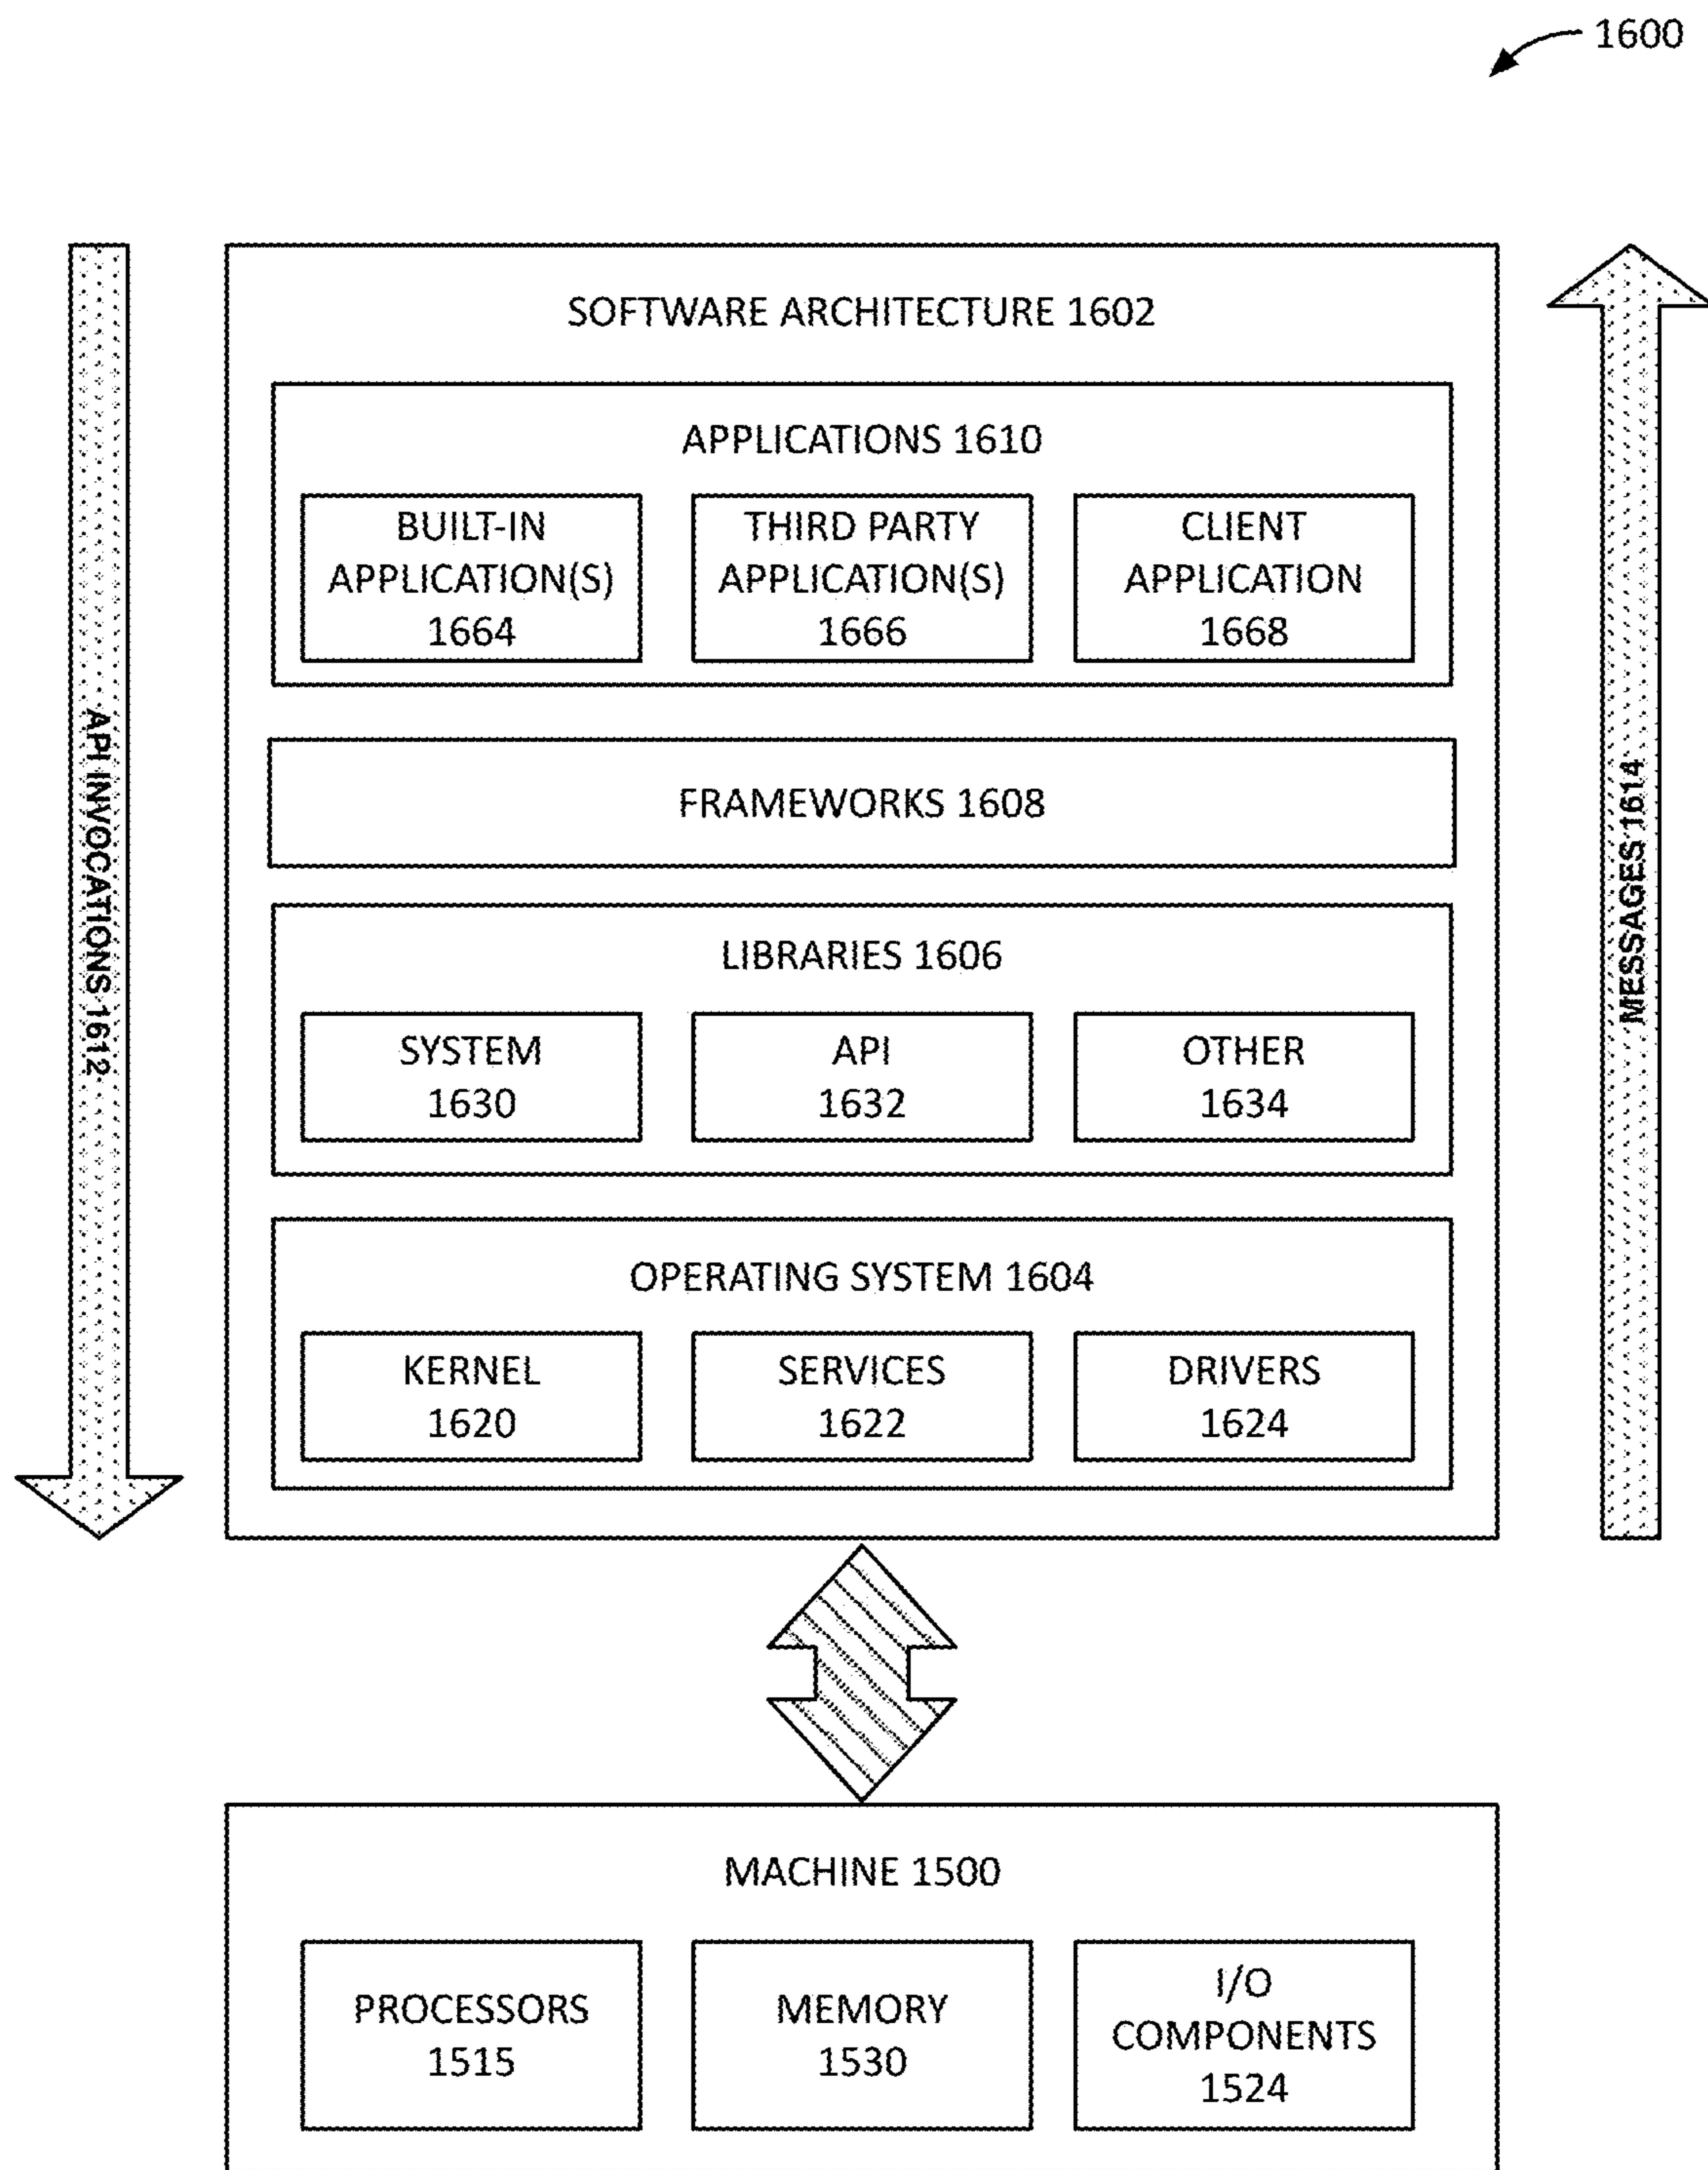 1600
SOFTWARE ARCHITECTURE 1602
APPLICATIONS 1610
BUILT-IN
APPLICATION(S)
1664
THIRD PARTY
APPLICATION(S)
1666
CLIENT
APPLICATION
1668
FRAMEWORKS 1608
LIBRARIES 1606
SYSTEM
1630
API
1632
OTHER
1634
OPERATING SYSTEM 1604
KERNEL
1620
SERVICES
1622
DRIVERS
1624
API INVOCATIONS 1612
MESSAGES 1614
MACHINE 1500
PROCESSORS
1515
MEMORY
1530
I/O
COMPONENTS
1524